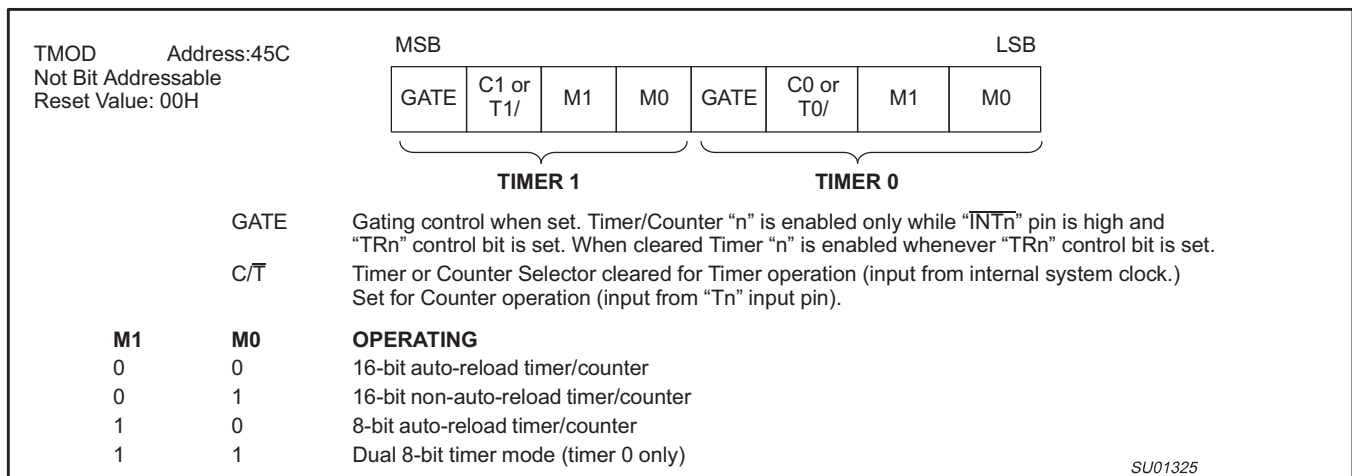 TMOD Address:45C
Not Bit Addressable
Reset Value: 00H
MSB LSB
GATE C1 or T1/ M1 M0 GATE C0 or T0/ M1 M0
TIMER 1 TIMER 0
GATE Gating control when set. Timer/Counter “n” is enabled only while “I̅N̅T̅n̅” pin is high and
“TRn” control bit is set. When cleared Timer “n” is enabled whenever “TRn” control bit is set.
C/T̅ Timer or Counter Selector cleared for Timer operation (input from internal system clock.)
Set for Counter operation (input from “Tn” input pin).
M1 M0 OPERATING
0 0 16-bit auto-reload timer/counter
0 1 16-bit non-auto-reload timer/counter
1 0 8-bit auto-reload timer/counter
1 1 Dual 8-bit timer mode (timer 0 only)
SU01325